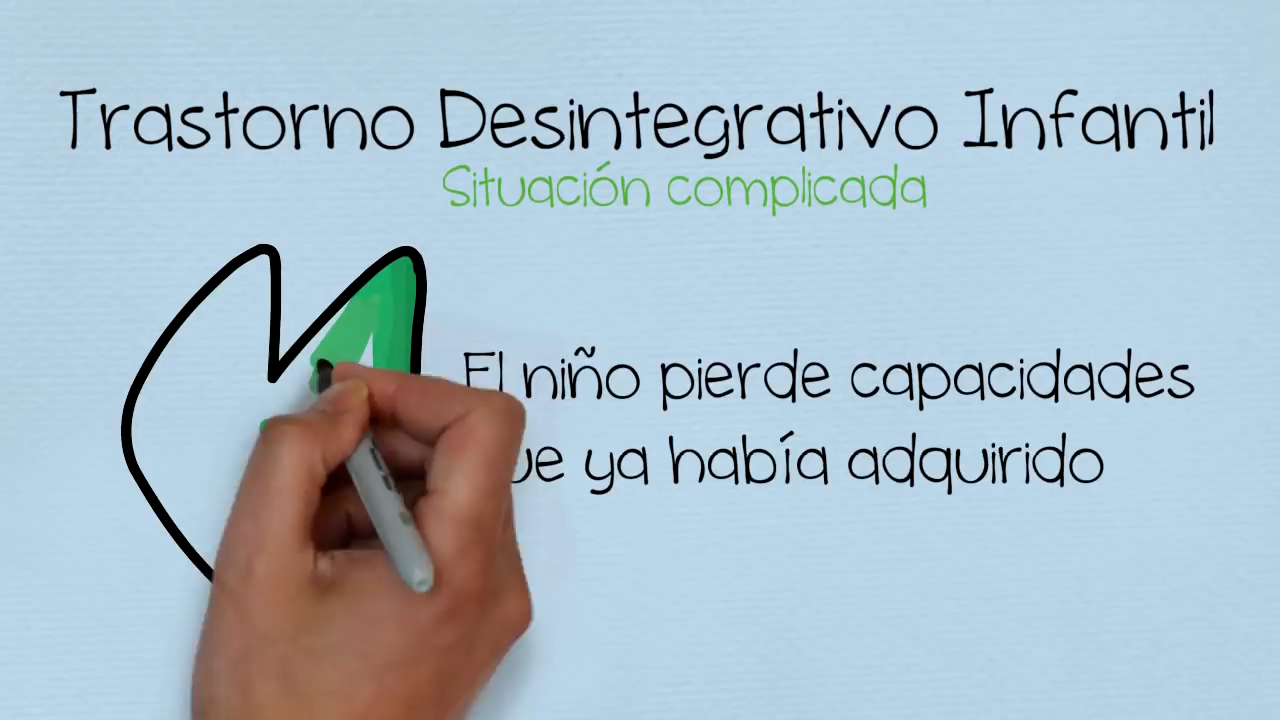 Trastorno Desintegrativo Infantil
Situación complicada
El niño pierde capacidades
ya había adquirido